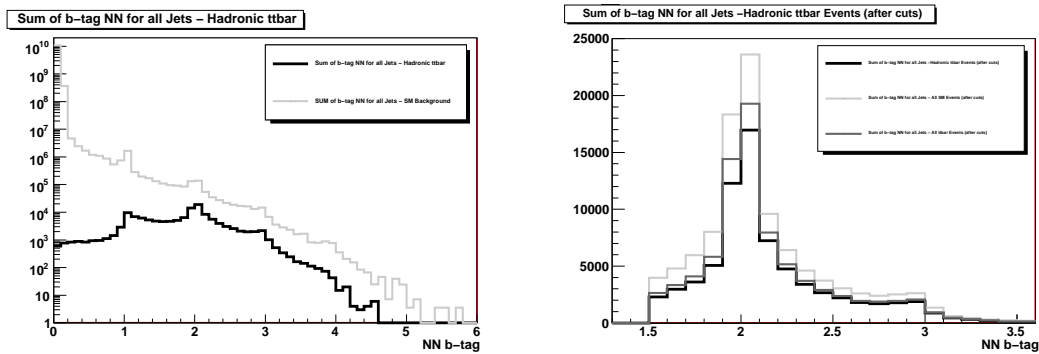 Sum of b−tag NN for all Jets − Hadronic ttbar
10^10
10^9
10^8
10^7
10^6
10^5
10^4
10^3
10^2
10
1
Sum of b−tag NN for all Jets − Hadronic ttbar
SUM of b−tag NN for all Jets − SM Background
0 1 2 3 4 5 6
NN b−tag
Sum of b−tag NN for all Jets −Hadronic ttbar Events (after cuts)
25000
20000
15000
10000
5000
0
Sum of b−tag NN for all Jets −Hadronic ttbar Events (after cuts)
Sum of b−tag NN for all Jets − All SM Events (after cuts)
Sum of b−tag NN for all Jets − All ttbar Events (after cuts)
1.5 2 2.5 3 3.5
NN b−tag